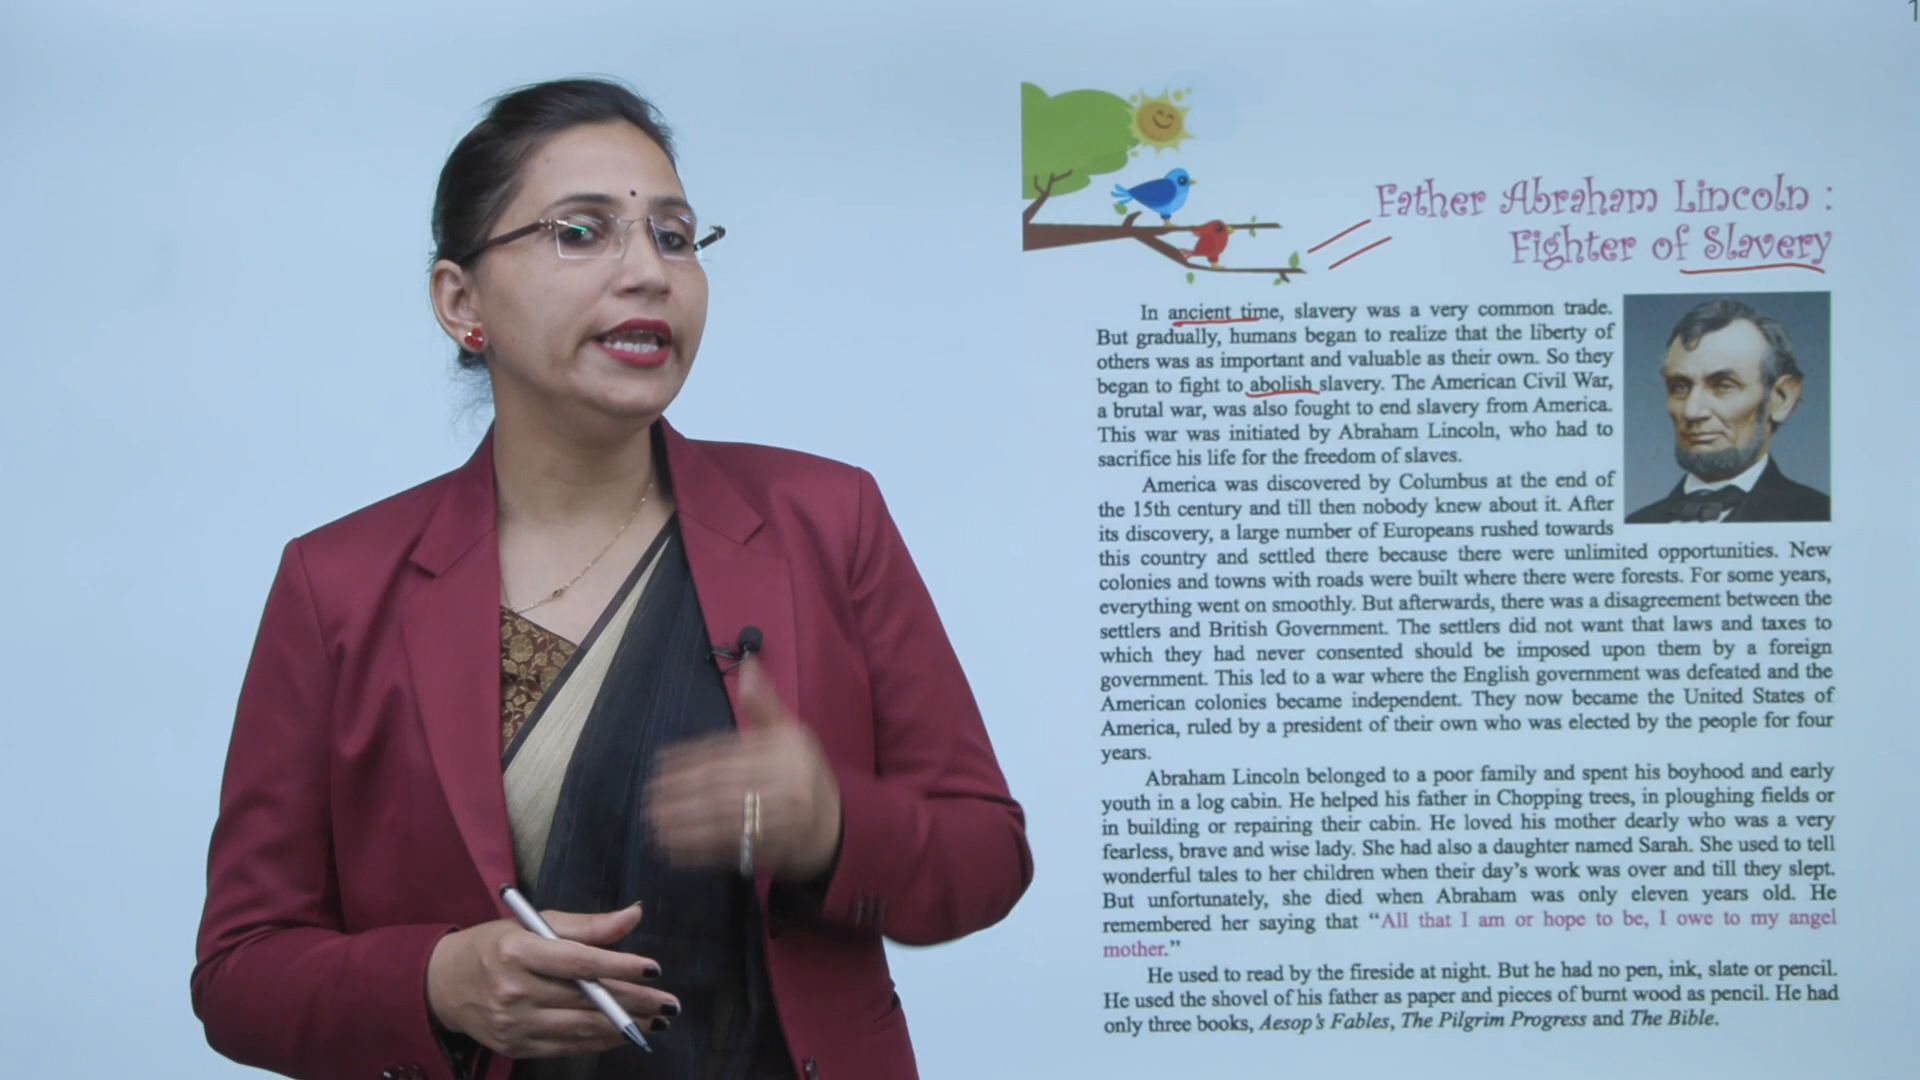 1
Father Abraham Lincoln :
Fighter of Slavery
In ancient time, slavery was a very common trade.
But gradually, humans began to realize that the liberty of
others was as important and valuable as their own. So they
began to fight to abolish slavery. The American Civil War,
a brutal war, was also fought to end slavery from America.
This war was initiated by Abraham Lincoln, who had to
sacrifice his life for the freedom of slaves.
America was discovered by Columbus at the end of
the 15th century and till then nobody knew about it. After
its discovery, a large number of Europeans rushed towards
this country and settled there because there were unlimited opportunities. New
colonies and towns with roads were built where there were forests. For some years,
everything went on smoothly. But afterwards, there was a disagreement between the
settlers and British Government. The settlers did not want that laws and taxes to
which they had never consented should be imposed upon them by a foreign
government. This led to a war where the English government was defeated and the
American colonies became independent. They now became the United States of
America, ruled by a president of their own who was elected by the people for four
years.
Abraham Lincoln belonged to a poor family and spent his boyhood and early
youth in a log cabin. He helped his father in Chopping trees, in ploughing fields or
in building or repairing their cabin. He loved his mother dearly who was a very
fearless, brave and wise lady. She had also a daughter named Sarah. She used to tell
wonderful tales to her children when their day's work was over and till they slept.
But unfortunately, she died when Abraham was only eleven years old. He
remembered her saying that “All that I am or hope to be, I owe to my angel
mother.”
He used to read by the fireside at night. But he had no pen, ink, slate or pencil.
He used the shovel of his father as paper and pieces of burnt wood as pencil. He had
only three books, Aesop's Fables, The Pilgrim Progress and The Bible.